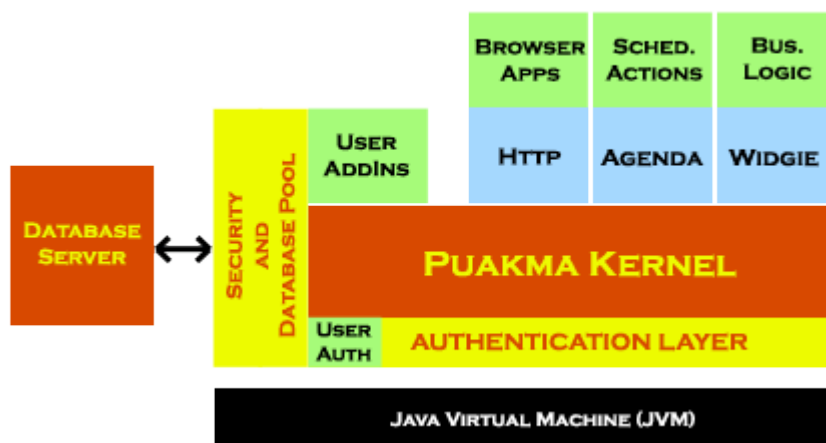 BROWSER
APPS
SCHED.
ACTIONS
BUS.
LOGIC
USER
ADDINS
HTTP
AGENDA
WIDGIE
DATABASE
SERVER
SECURITY
AND
DATABASE POOL
PUAKMA KERNEL
USER
AUTH
AUTHENTICATION LAYER
JAVA VIRTUAL MACHINE (JVM)